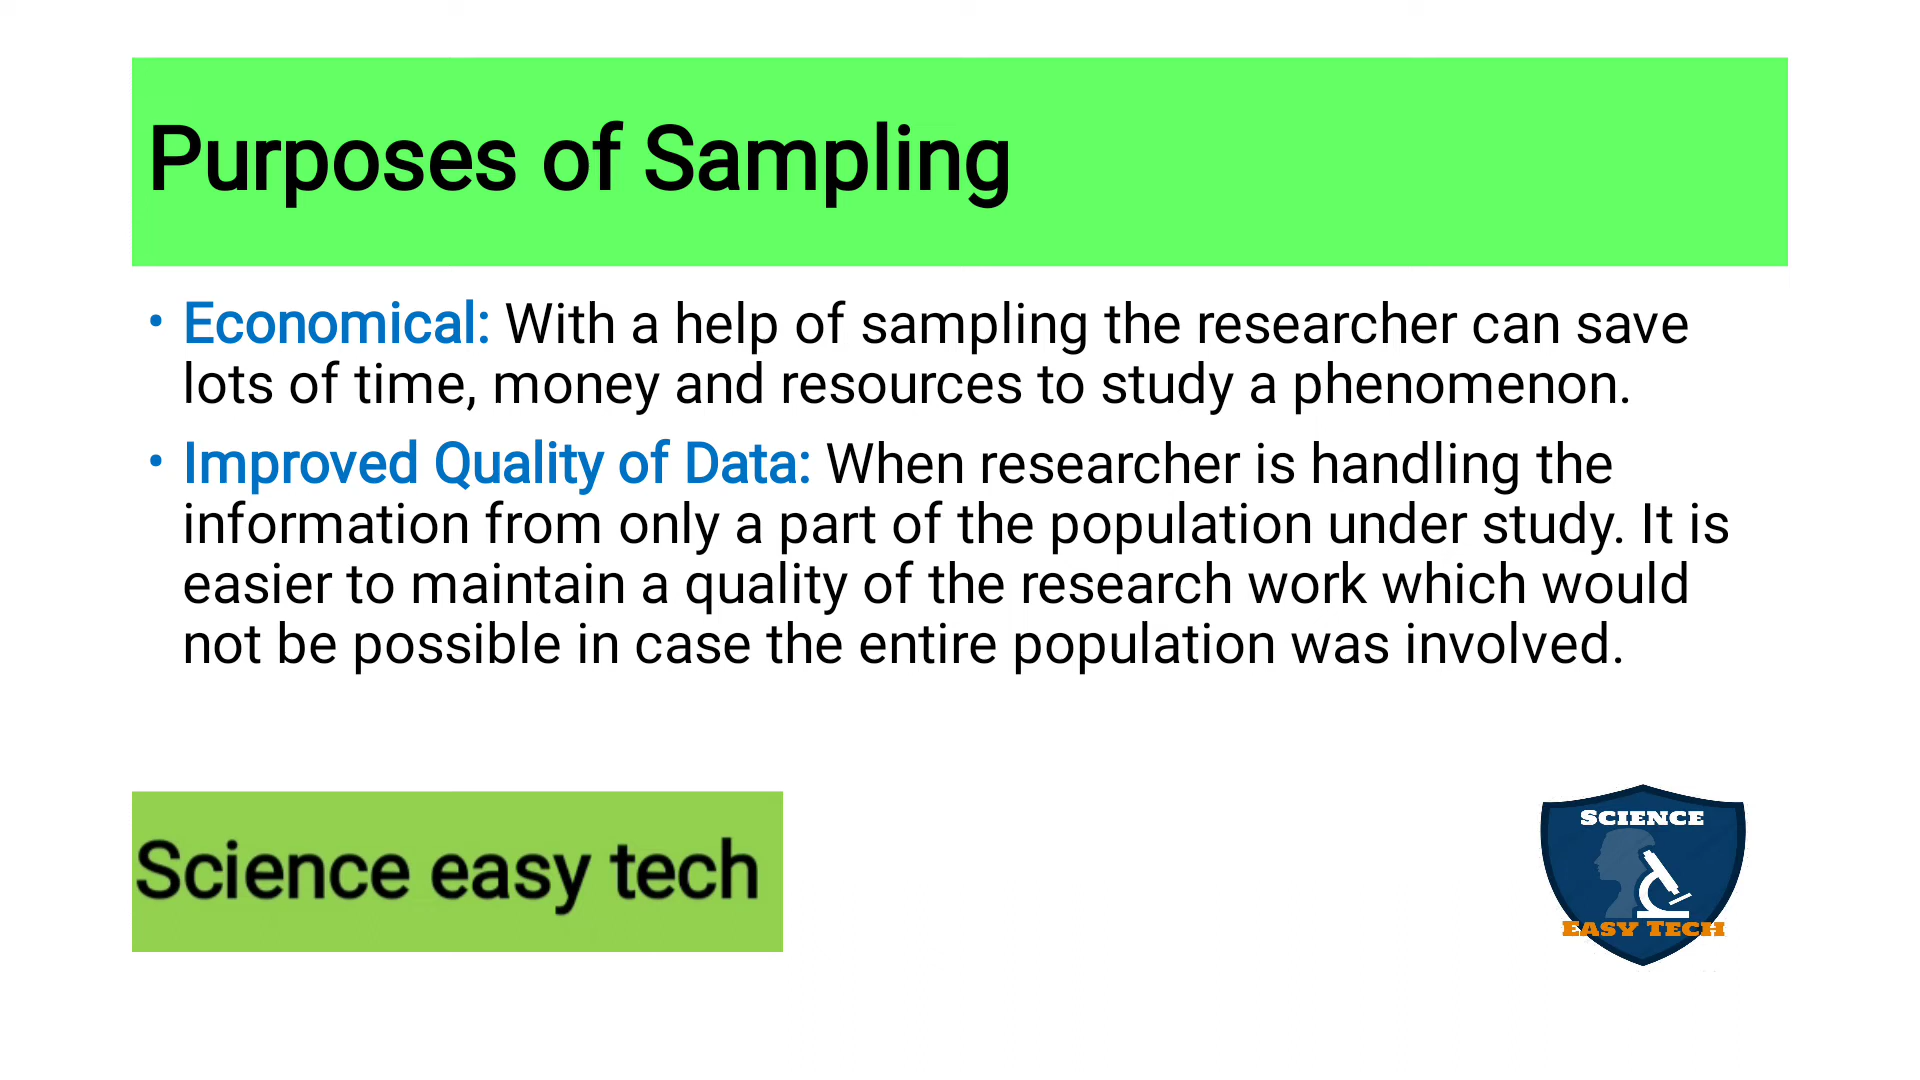 Purposes of Sampling
• Economical: With a help of sampling the researcher can save
lots of time, money and resources to study a phenomenon.
• Improved Quality of Data: When researcher is handling the
information from only a part of the population under study. It is
easier to maintain a quality of the research work which would
not be possible in case the entire population was involved.
Science easy tech
SCIENCE
EASY TECH